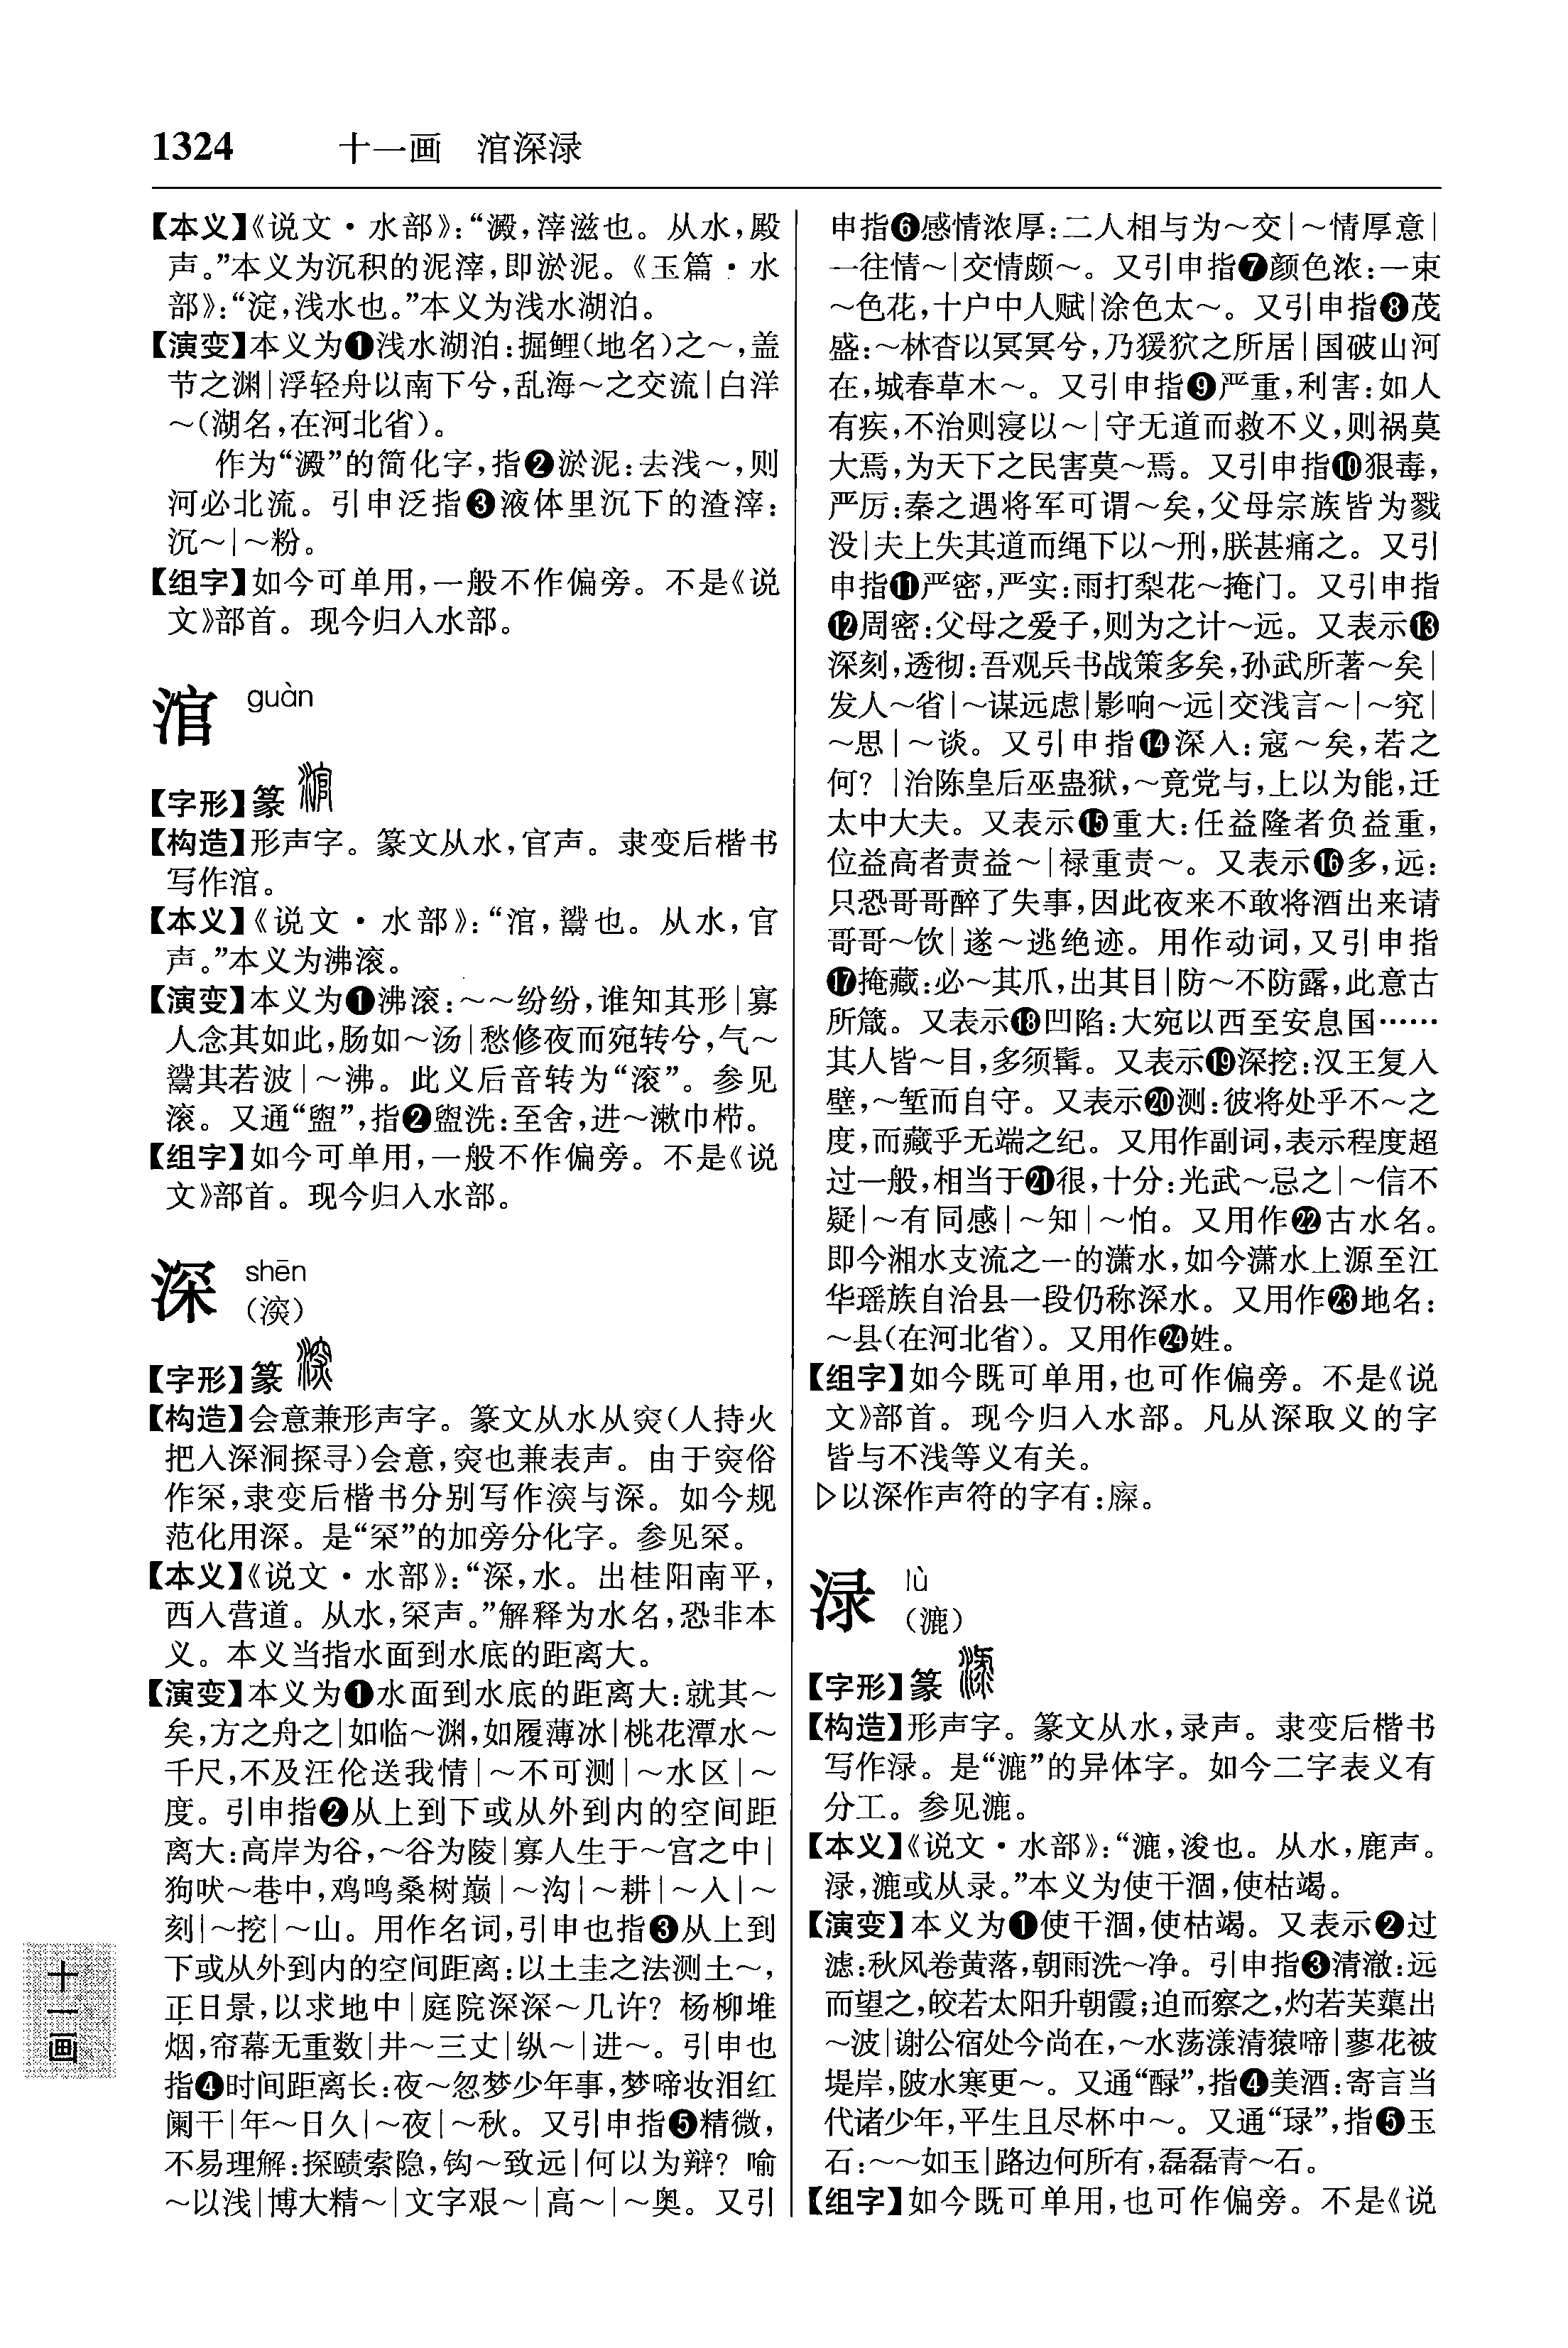 1324 十一画 涫深渌
【本义】《说文·水部》：“澱，滓滋也。从水，殿
声。”本义为沉积的泥滓，即淤泥。《玉篇·水
部》：“淀，浅水也。”本义为浅水湖泊。
【演变】本义为❶浅水湖泊：掘鲤（地名）之～，盖
节之渊|浮轻舟以南下兮，乱海～之交流|白洋
～（湖名，在河北省）。
作为“澱”的简化字，指❷淤泥：去浅～，则
河必北流。引申泛指❸液体里沉下的渣滓：
沉～|～粉。
【组字】如今可单用，一般不作偏旁。不是《说
文》部首。现今归入水部。
涫 guàn
【字形】篆
【构造】形声字。篆文从水，官声。隶变后楷书
写作涫。
【本义】《说文·水部》：“涫，鬻也。从水，官
声。”本义为沸滚。
【演变】本义为❶沸滚：～～纷纷，谁知其形|寡
人念其如此，肠如～汤|愁修夜而宛转兮，气～
鬻其若波|～沸。此义后音转为“滚”。参见
滚。又通“盥”，指❷盥洗：至舍，进～漱巾栉。
【组字】如今可单用，一般不作偏旁。不是《说
文》部首。现今归入水部。
深 shēn
（㴱）
【字形】篆
【构造】会意兼形声字。篆文从水从㴱（人持火
把入深洞探寻）会意，㴱也兼表声。由于㴱俗
作罙，隶变后楷书分别写作㴱与深。如今规
范化用深。是“罙”的加旁分化字。参见罙。
【本义】《说文·水部》：“深，水。出桂阳南平，
西入营道。从水，罙声。”解释为水名，恐非本
义。本义当指水面到水底的距离大。
【演变】本义为❶水面到水底的距离大：就其～
矣，方之舟之|如临～渊，如履薄冰|桃花潭水～
千尺，不及汪伦送我情|～不可测|～水区|～
度。引申指❷从上到下或从外到内的空间距
离大：高岸为谷，～谷为陵|寡人生于～宫之中|
狗吠～巷中，鸡鸣桑树巅|～沟|～耕|～入|～
刻|～挖|～山。用作名词，引申也指❸从上到
下或从外到内的空间距离：以土圭之法测土～，
正日景，以求地中|庭院深深～几许？杨柳堆
烟，帘幕无重数|井～三丈|纵～|进～。引申也
指❹时间距离长：夜～忽梦少年事，梦啼妆泪红
阑干|年～日久|～夜|～秋。又引申指❺精微，
不易理解：探赜索隐，钩～致远|何以为辩？喻
～以浅|博大精～|文字艰～|高～|～奥。又引
申指❻感情浓厚：二人相与为～交|～情厚意|
一往情～|交情颇～。又引申指❼颜色浓：一束
～色花，十户中人赋|涂色太～。又引申指❽茂
盛：～林杳以冥冥兮，乃猨狖之所居|国破山河
在，城春草木～。又引申指❾严重，利害：如人
有疾，不治则寝以～|守无道而救不义，则祸莫
大焉，为天下之民害莫～焉。又引申指❿狠毒，
严厉：秦之遇将军可谓～矣，父母宗族皆为戮
没|夫上失其道而绳下以～刑，朕甚痛之。又引
申指⓫严密，严实：雨打梨花～掩门。又引申指
⓬周密：父母之爱子，则为之计～远。又表示⓭
深刻，透彻：吾观兵书战策多矣，孙武所著～矣|
发人～省|～谋远虑|影响～远|交浅言～|～究|
～思|～谈。又引申指⓮深入：寇～矣，若之
何？|治陈皇后巫蛊狱，～竟党与，上以为能，迁
太中大夫。又表示⓯重大：任益隆者负益重，
位益高者责益～|禄重责～。又表示⓰多，远：
只恐哥哥醉了失事，因此夜来不敢将酒出来请
哥哥～饮|遂～逃绝迹。用作动词，又引申指
⓱掩藏：必～其爪，出其目|防～不防露，此意古
所箴。又表示⓲凹陷：大宛以西至安息国……
其人皆～目，多须髯。又表示⓳深挖：汉王复入
壁，～堑而自守。又表示⓴测：彼将处乎不～之
度，而藏乎无端之纪。又用作副词，表示程度超
过一般，相当于㉑很，十分：光武～忌之|～信不
疑|～有同感|～知|～怕。又用作㉒古水名。
即今湘水支流之一的潇水，如今潇水上源至江
华瑶族自治县一段仍称深水。又用作㉓地名：
～县（在河北省）。又用作㉔姓。
【组字】如今既可单用，也可作偏旁。不是《说
文》部首。现今归入水部。凡从深取义的字
皆与不浅等义有关。
▷以深作声符的字有：㾕。
渌 lù
（漉）
【字形】篆
【构造】形声字。篆文从水，录声。隶变后楷书
写作渌。是“漉”的异体字。如今二字表义有
分工。参见漉。
【本义】《说文·水部》：“漉，浚也。从水，鹿声。
渌，漉或从录。”本义为使干涸，使枯竭。
【演变】本义为❶使干涸，使枯竭。又表示❷过
滤：秋风卷黄落，朝雨洗～净。引申指❸清澈：远
而望之，皎若太阳升朝霞；迫而察之，灼若芙蕖出
～波|谢公宿处今尚在，～水荡漾清猿啼|蓼花被
堤岸，陂水寒更～。又通“醁”，指❹美酒：寄言当
代诸少年，平生且尽杯中～。又通“琭”，指❺玉
石：～～如玉|路边何所有，磊磊青～石。
【组字】如今既可单用，也可作偏旁。不是《说
十一画